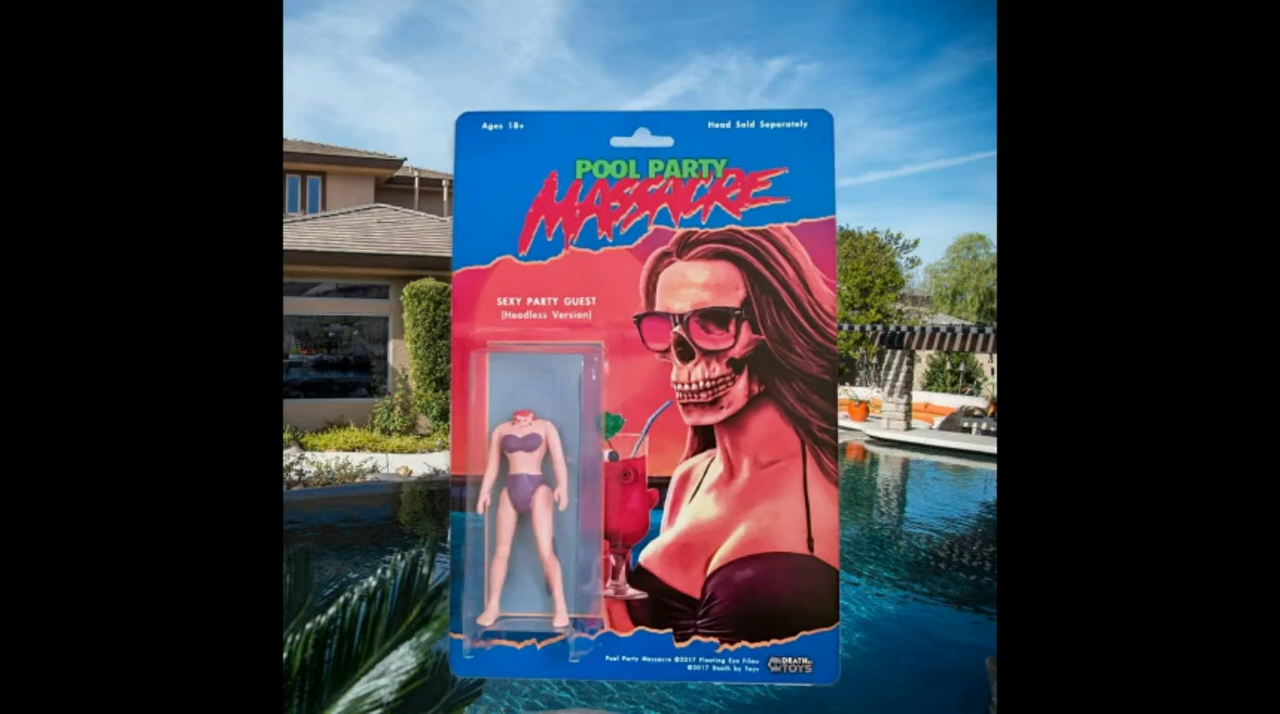 Ages 18+
Head Sold Separately
POOL PARTY
MASSACRE
SEXY PARTY GUEST
(Headless Version)
Pool Party Massacre ©2017 Floating Eye Films
©2017 Death by Toys
DEATH by
TOYS